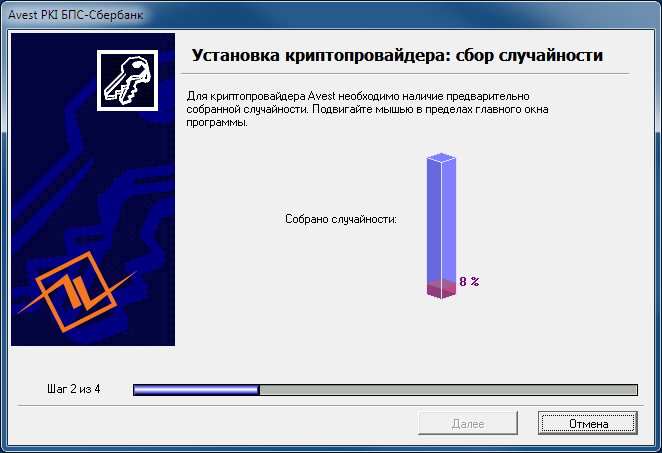 Avest PKI БПС-Сбербанк
Установка криптопровайдера: сбор случайности
Для криптопровайдера Avest необходимо наличие предварительно
собранной случайности. Подвигайте мышью в пределах главного окна
программы.
Собрано случайности:
8 %
Шаг 2 из 4
Далее
Отмена